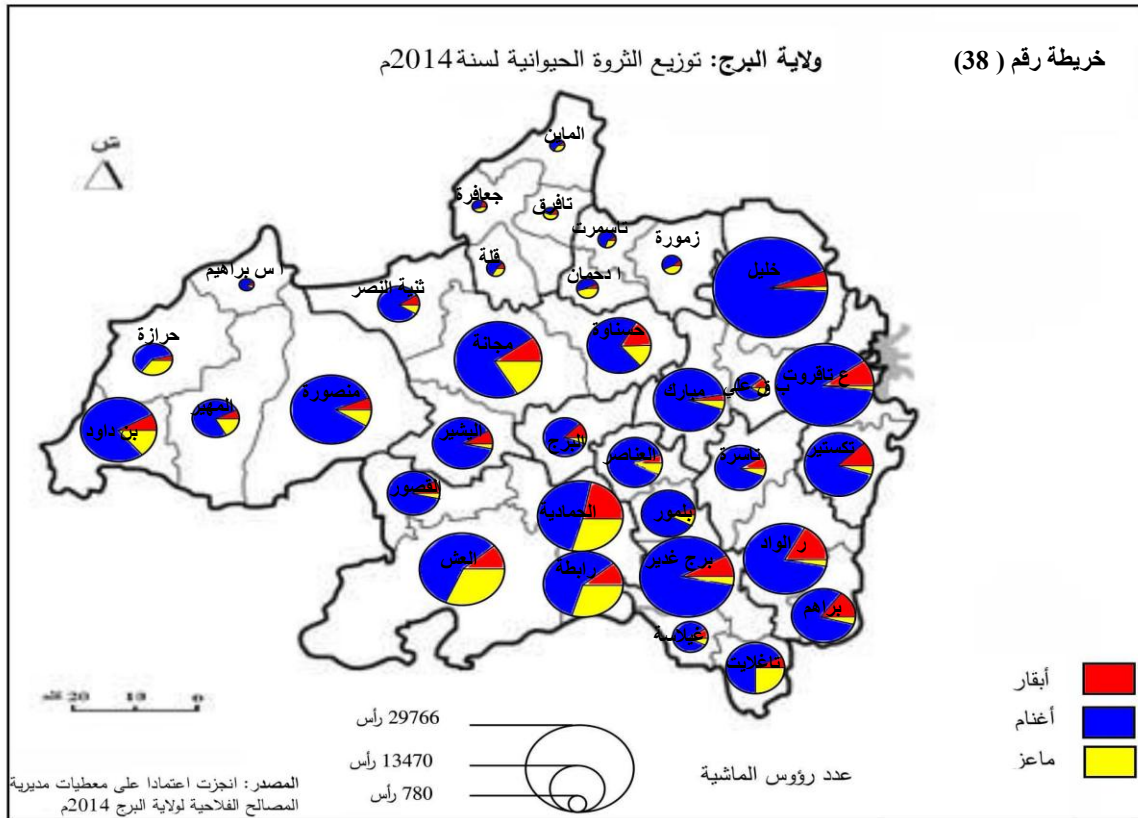 خريطة رقم ( 38)
ولاية البرج: توزيع الثروة الحيوانية لسنة 2014م
ش
الماين
جعافرة
تافرق
تاسمرت
زمورة
قلة
ا دحمان
خليل
ا س براهيم
ثنية النصر
حسناوة
مجانة
حرازة
ع تاقروت
ب ق علي
مبارك
منصورة
المهير
بن داود
البشير
البرج
العناصر
تاسرة
تكستير
القصور
الحمادية
بلمور
ر الواد
العش
رابطة
برج غدير
براهم
غيلاسة
تاغلايت
أبقار
أغنام
ماعز
20 10 0
29766 رأس
13470 رأس
780 رأس
عدد رؤوس الماشية
المصدر: انجزت اعتمادا على معطيات مديرية
المصالح الفلاحية لولاية البرج 2014م